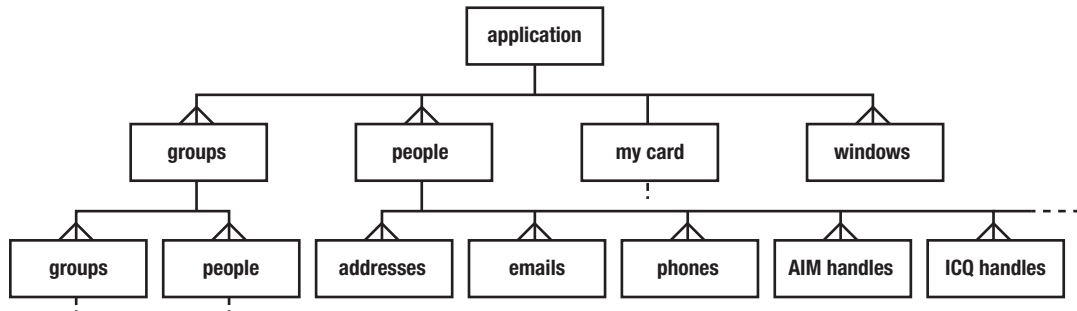 application
groups
people
my card
windows
groups
people
addresses
emails
phones
AIM handles
ICQ handles